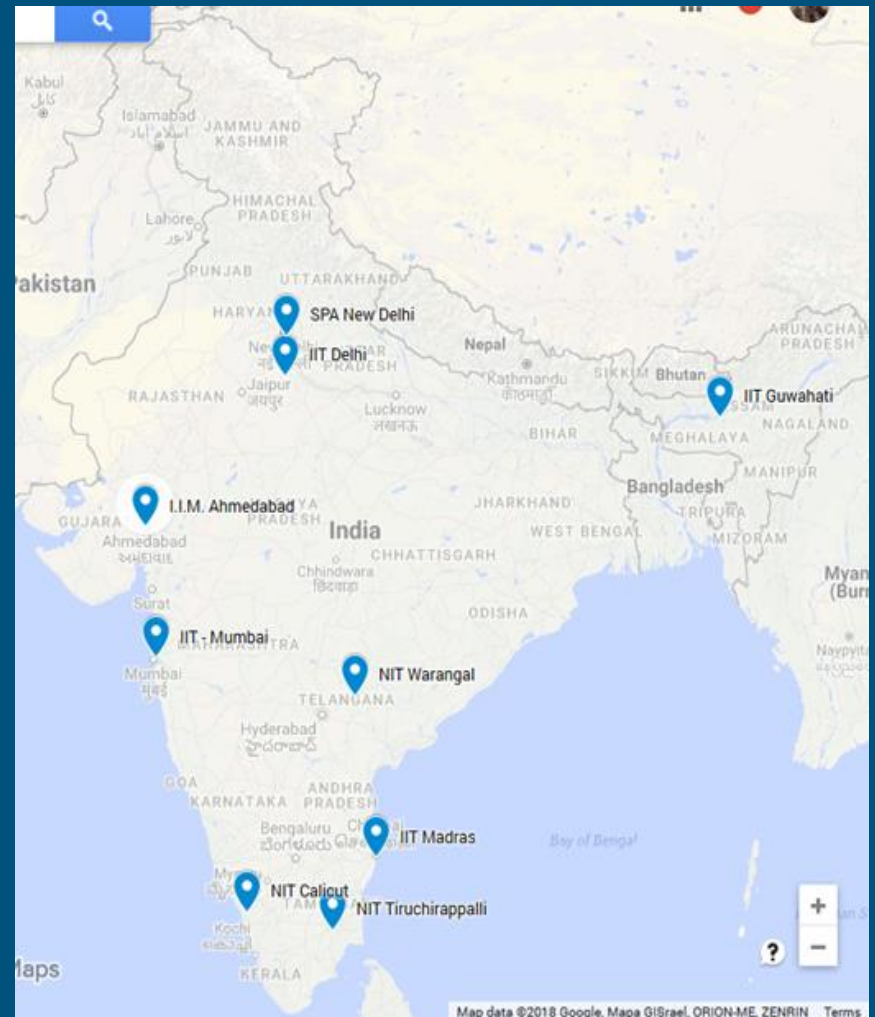 Kabul
Islamabad
JAMMU AND
KASHMIR
HIMACHAL
PRADESH
Lahore
لاہور
PUNJAB
Pakistan
UTTARAKHAND
SPA New Delhi
IIT Delhi
PRADESH
Nepal
ARUNACHAL
PRADESH
RAJASTHAN
Jaipur
जयपुर
Lucknow
लखनऊ
Kathmandu
काठमाडौं
SIKKIM
Bhutan
IIT Guwahati
NAGALAND
BIHAR
MEGHALAYA
MANIPUR
Bangladesh
TRIPURA
MIZORAM
I.I.M. Ahmedabad
PRADESH
Ahmedabad
અમદાવાદ
India
JHARKHAND
WEST BENGAL
CHHATTISGARH
Chhindwara
छिंदवाड़ा
Surat
ODISHA
IIT - Mumbai
Mumbai
मुंबई
NIT Warangal
TELANGANA
Hyderabad
GOA
KARNATAKA
ANDHRA
PRADESH
Bengaluru
IIT Madras
Bay of Bengal
NIT Calicut
NIT Tiruchirappalli
Kochi
KERALA
+
?
−
Map data ©2018 Google, Mapa GISrael, ORION-ME, ZENRIN Terms